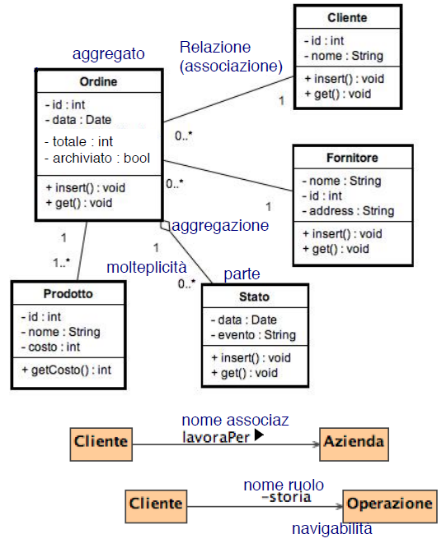 Cliente
- id : int
- nome : String
+ insert() : void
+ get() : void
Relazione
(associazione)
1
0..*
aggregato
Ordine
- id : int
- data : Date
- totale : int
- archiviato : bool
+ insert() : void
+ get() : void
0..*
1
Fornitore
- nome : String
- id : int
- address : String
+ insert() : void
+ get() : void
aggregazione
1
1
molteplicità
1..*
0..*
parte
Prodotto
- id : int
- nome : String
- costo : int
+ getCosto() : int
Stato
- data : Date
- evento : String
+ insert() : void
+ get() : void
nome associaz
Cliente
lavoraPer ▶
Azienda
nome ruolo
Cliente
-storia
Operazione
navigabilità